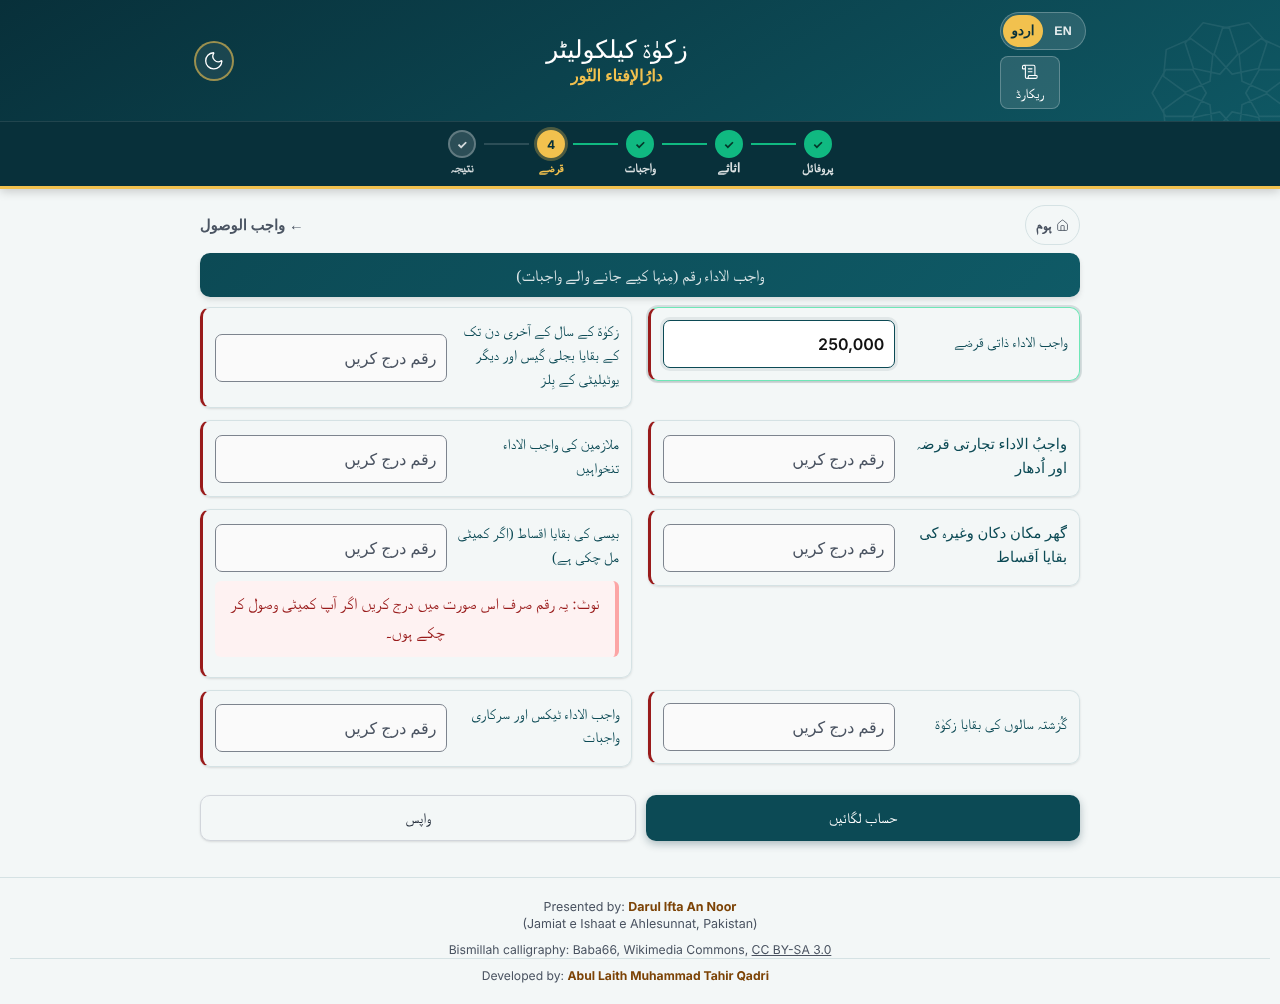 اردو
EN
ریکارڈ
زکوٰۃ کیلکولیٹر
دارُالإفتاء النّور
پروفائل
اثاثے
واجبات
4
قرضے
نتیجہ
ہوم
← واجب الوصول
واجب الاداء رقم (مِنہا کیے جانے والے واجبات)
واجب الاداء ذاتی قرضے
250,000
زکوٰۃ کے سال کے آخری دن تک
کے بقایا بجلی گیس اور دیگر
یوٹیلیٹی کے بِلز
رقم درج کریں
واجبُ الاداء تجارتی قرضہ
اور اُدھار
رقم درج کریں
ملازمین کی واجب الاداء
تنخواہیں
رقم درج کریں
گھر مکان دکان وغیرہ کی
بقایا اَقساط
رقم درج کریں
بیسی کی بقایا اقساط (اگر کمیٹی
مل چکی ہے)
رقم درج کریں
نوٹ: یہ رقم صرف اس صورت میں درج کریں اگر آپ کمیٹی وصول کر
چکے ہوں۔
گُزشتہ سالوں کی بقایا زکوٰۃ
رقم درج کریں
واجب الاداء ٹیکس اور سرکاری
واجبات
رقم درج کریں
حساب لگائیں
واپس
Presented by: Darul Ifta An Noor
(Jamiat e Ishaat e Ahlesunnat, Pakistan)
Bismillah calligraphy: Baba66, Wikimedia Commons, CC BY-SA 3.0
Developed by: Abul Laith Muhammad Tahir Qadri